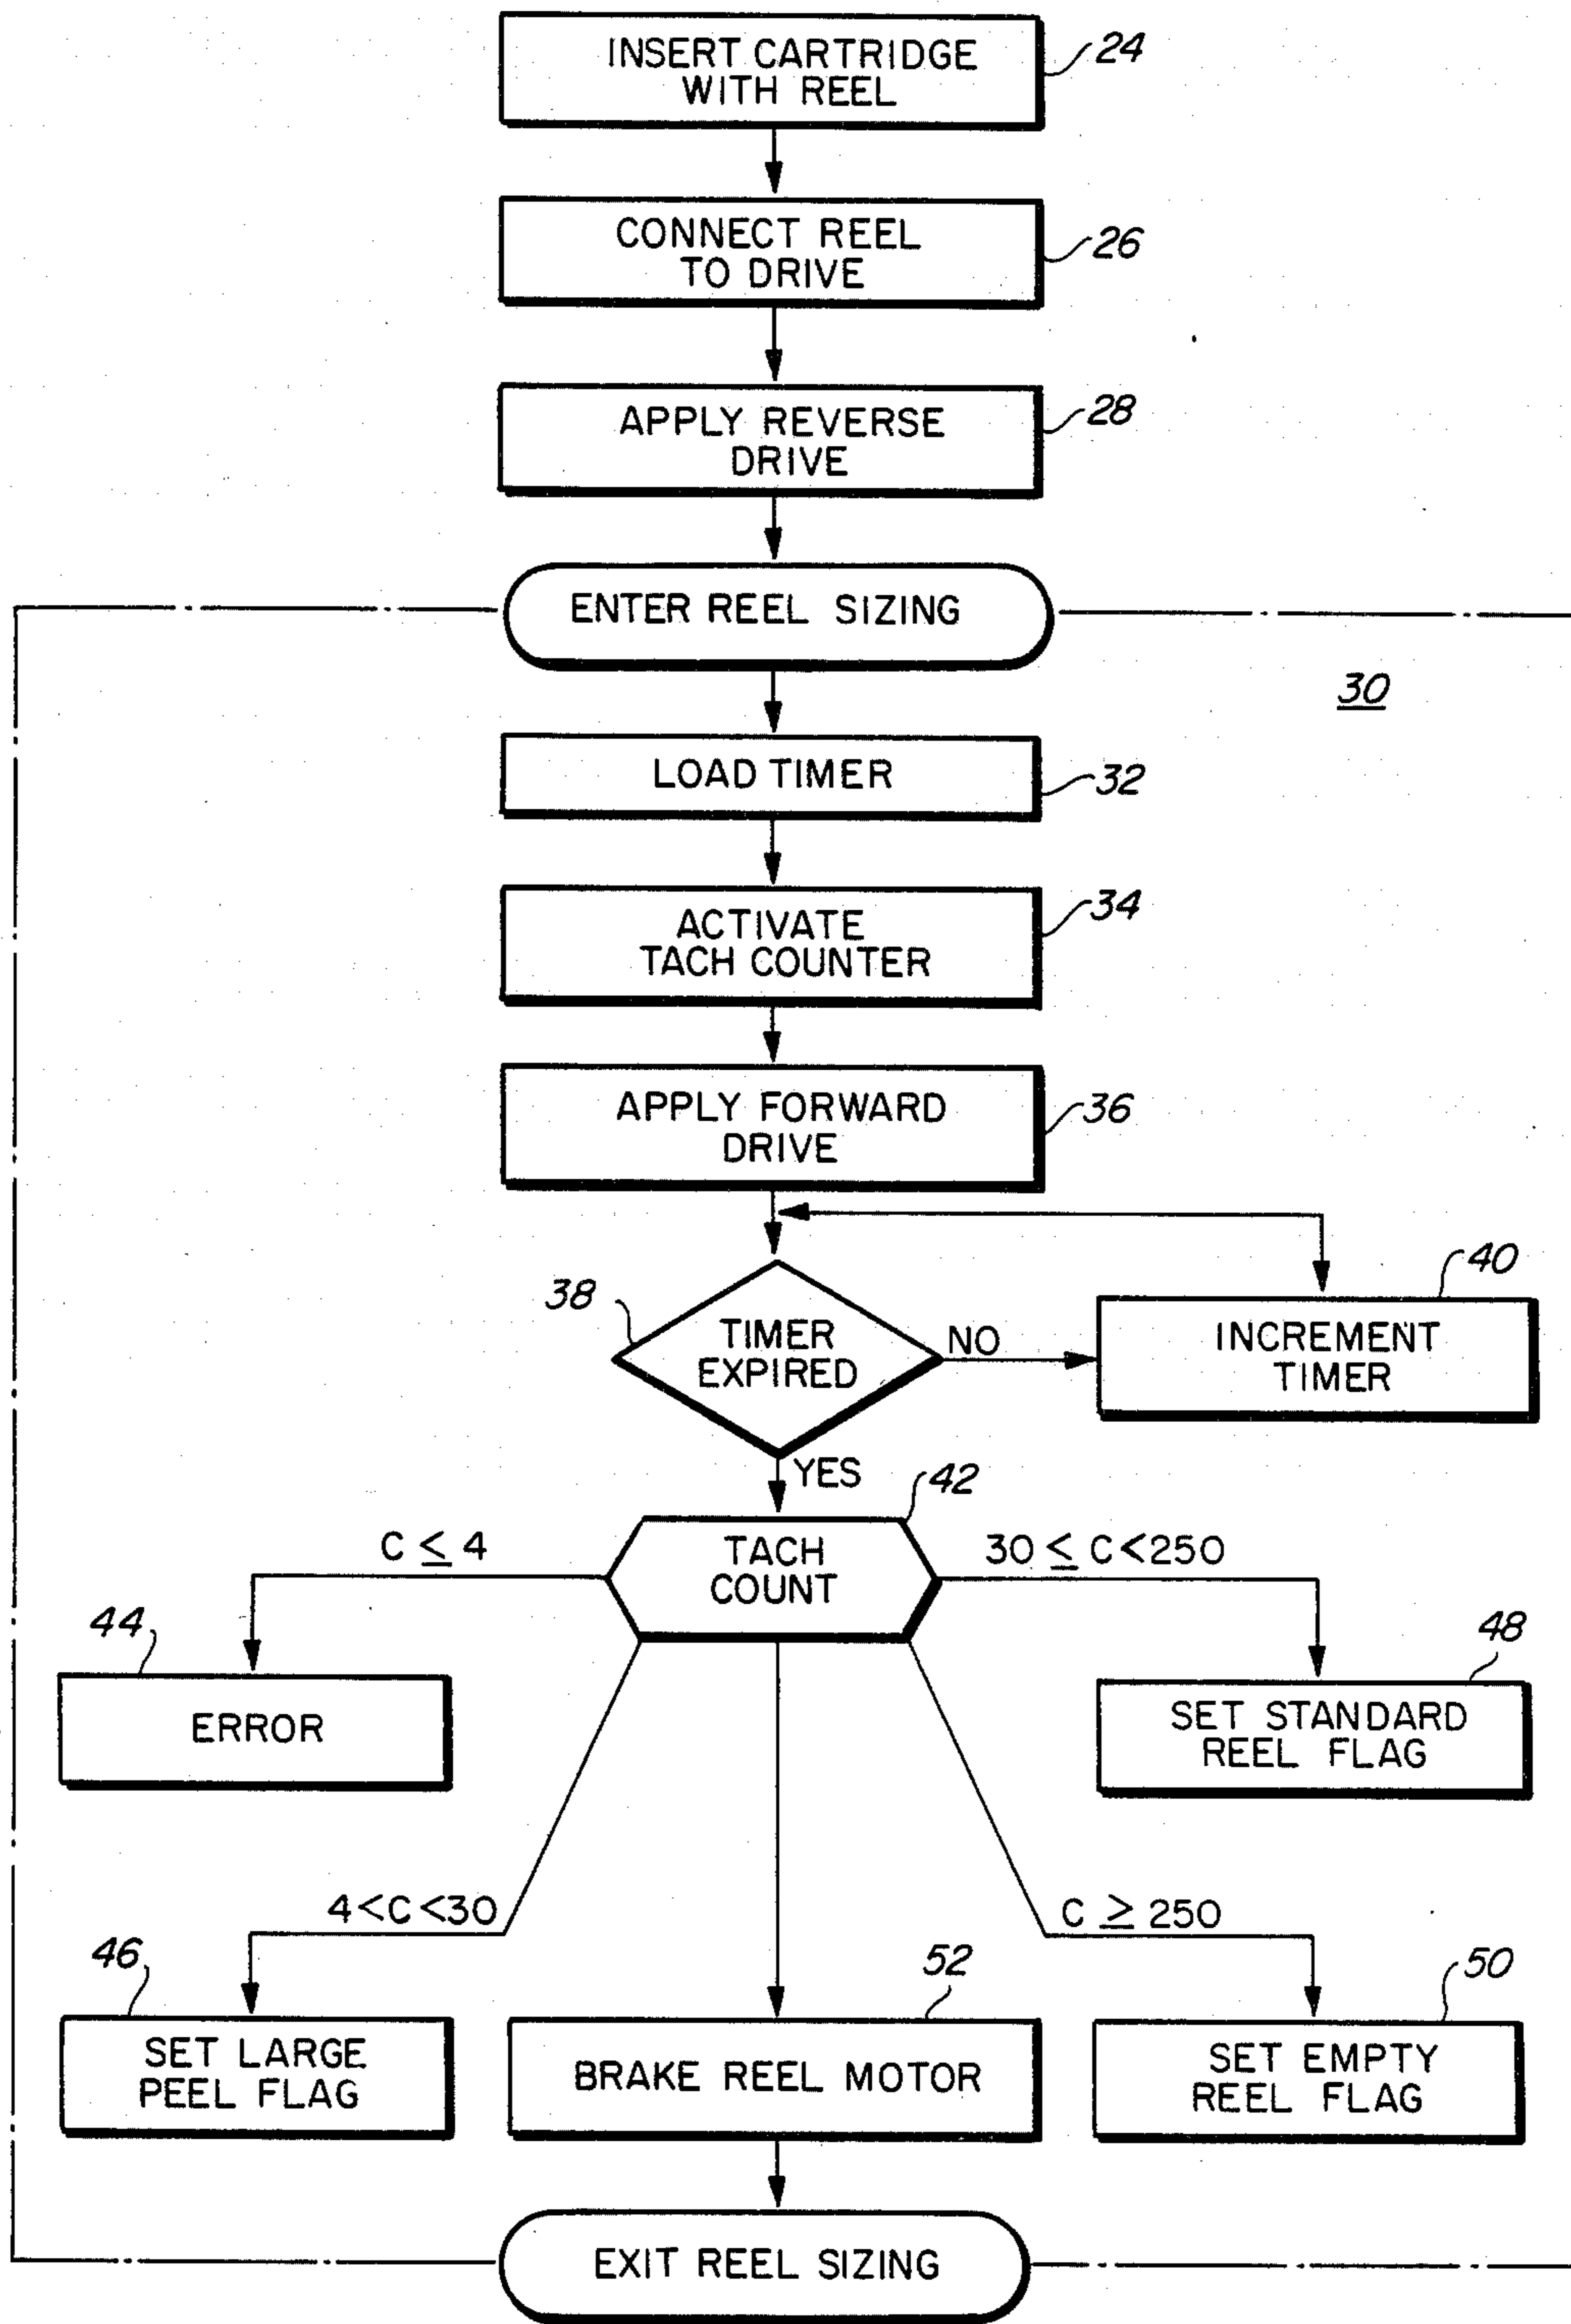 INSERT CARTRIDGE
WITH REEL
24
CONNECT REEL
TO DRIVE
26
APPLY REVERSE
DRIVE
28
ENTER REEL SIZING
30
LOAD TIMER
32
ACTIVATE
TACH COUNTER
34
APPLY FORWARD
DRIVE
36
38
TIMER
EXPIRED
NO
40
INCREMENT
TIMER
YES
42
TACH
COUNT
C ≤ 4
30 ≤ C<250
44
ERROR
48
SET STANDARD
REEL FLAG
4<C<30
C ≥ 250
46
SET LARGE
PEEL FLAG
52
BRAKE REEL MOTOR
50
SET EMPTY
REEL FLAG
EXIT REEL SIZING